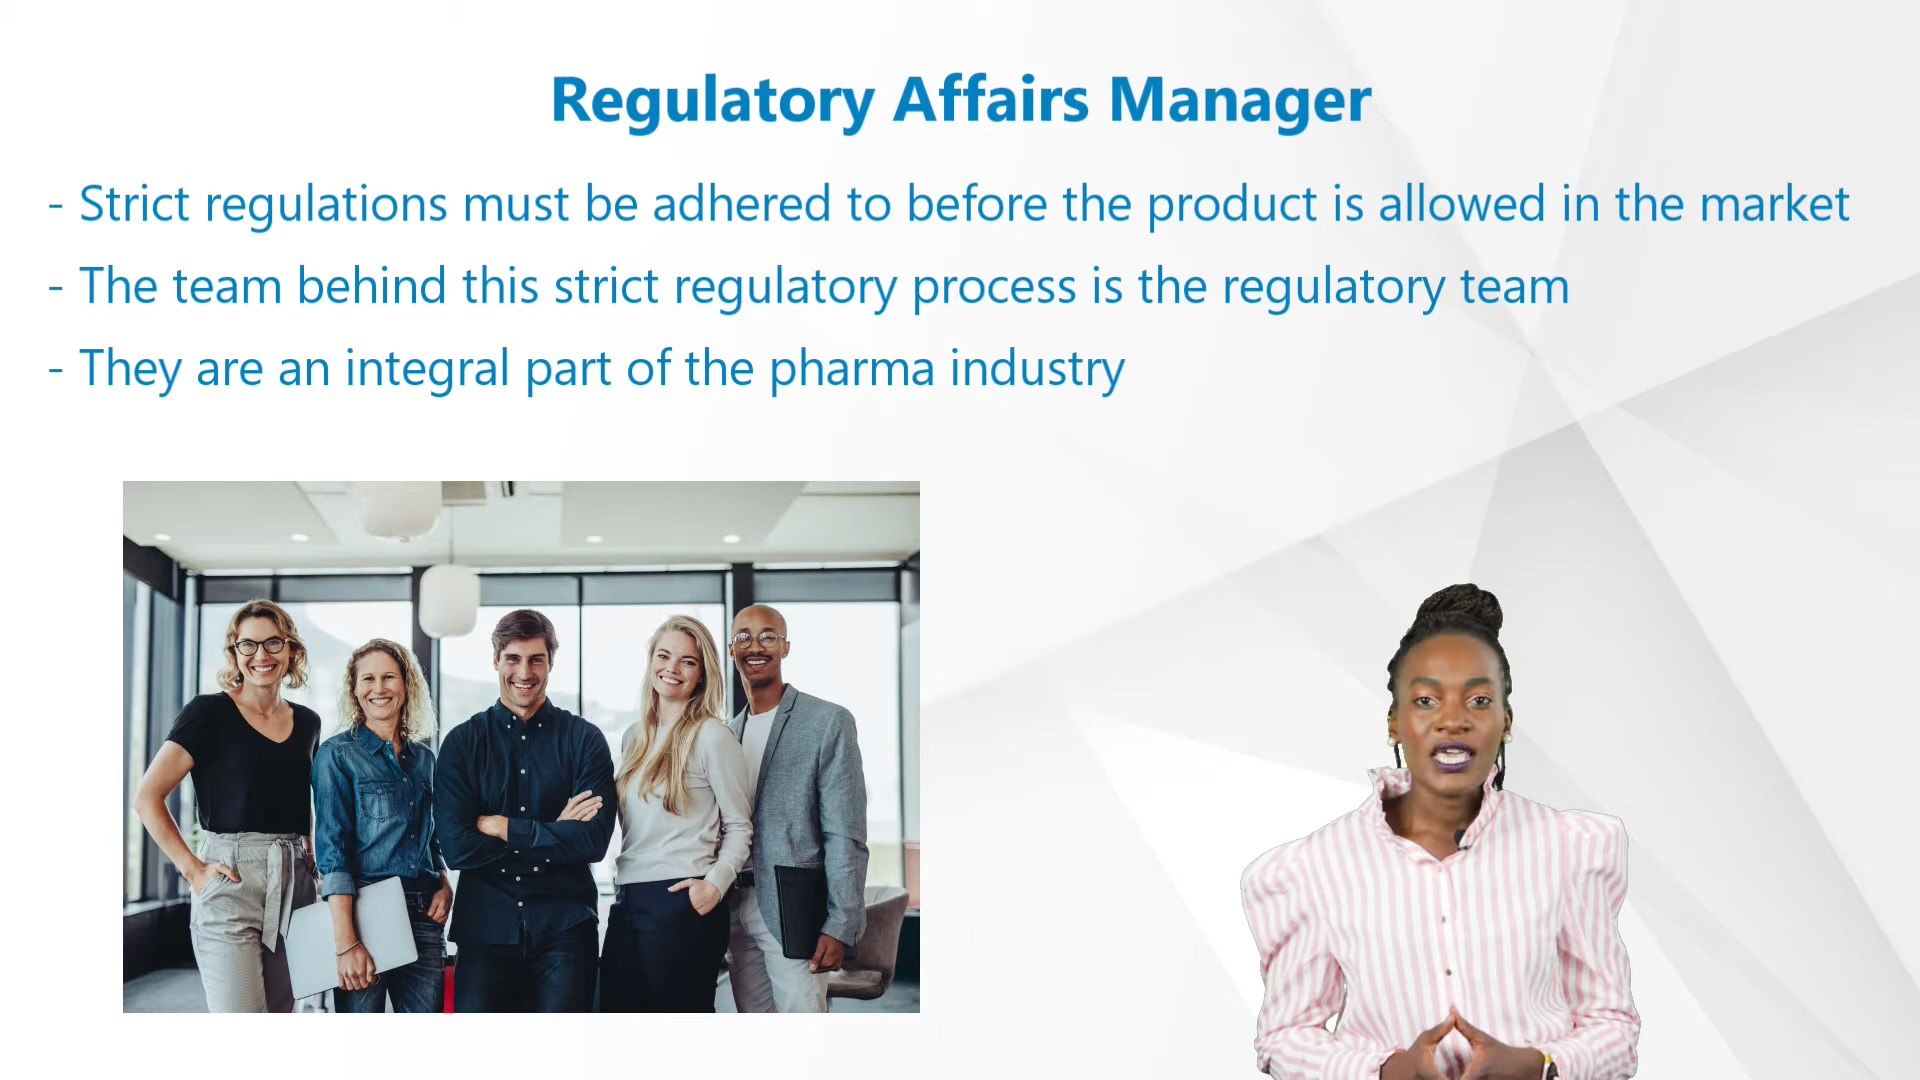 Regulatory Affairs Manager
- Strict regulations must be adhered to before the product is allowed in the market
- The team behind this strict regulatory process is the regulatory team
- They are an integral part of the pharma industry